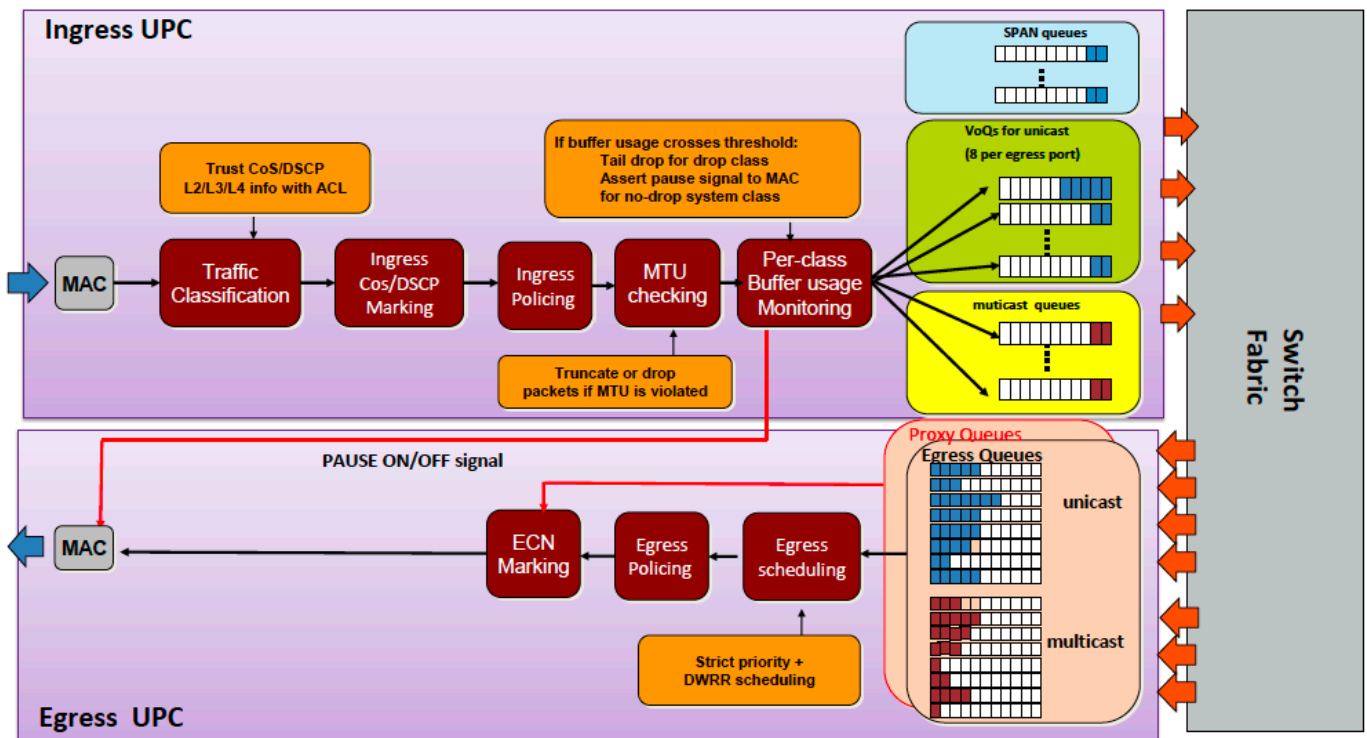 Ingress UPC
SPAN queues
VoQs for unicast
(8 per egress port)
If buffer usage crosses threshold:
Tail drop for drop class
Assert pause signal to MAC
for no-drop system class
Trust CoS/DSCP
L2/L3/L4 info with ACL
MAC
Traffic
Classification
Ingress
Cos/DSCP
Marking
Ingress
Policing
MTU
checking
Per-class
Buffer usage
Monitoring
muticast queues
Truncate or drop
packets if MTU is violated
Switch
Fabric
Proxy Queues
Egress Queues
PAUSE ON/OFF signal
unicast
MAC
ECN
Marking
Egress
Policing
Egress
scheduling
multicast
Strict priority +
DWRR scheduling
Egress UPC